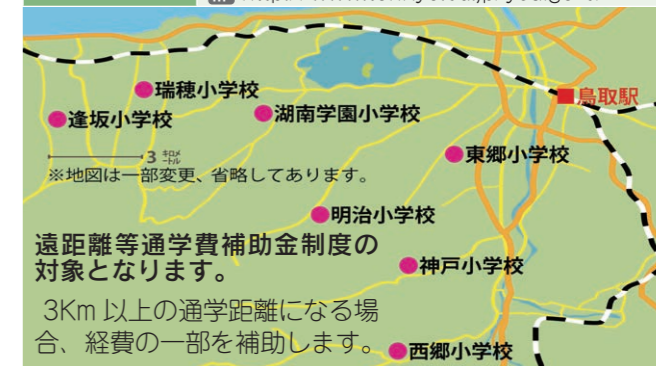 瑞穂小学校
逢坂小学校
湖南学園小学校
鳥取駅
東郷小学校
3 ㌔㍍
※地図は一部変更、省略してあります。
明治小学校
神戸小学校
西郷小学校
遠距離等通学費補助金制度の
対象となります。
3Km 以上の通学距離になる場
合、経費の一部を補助します。